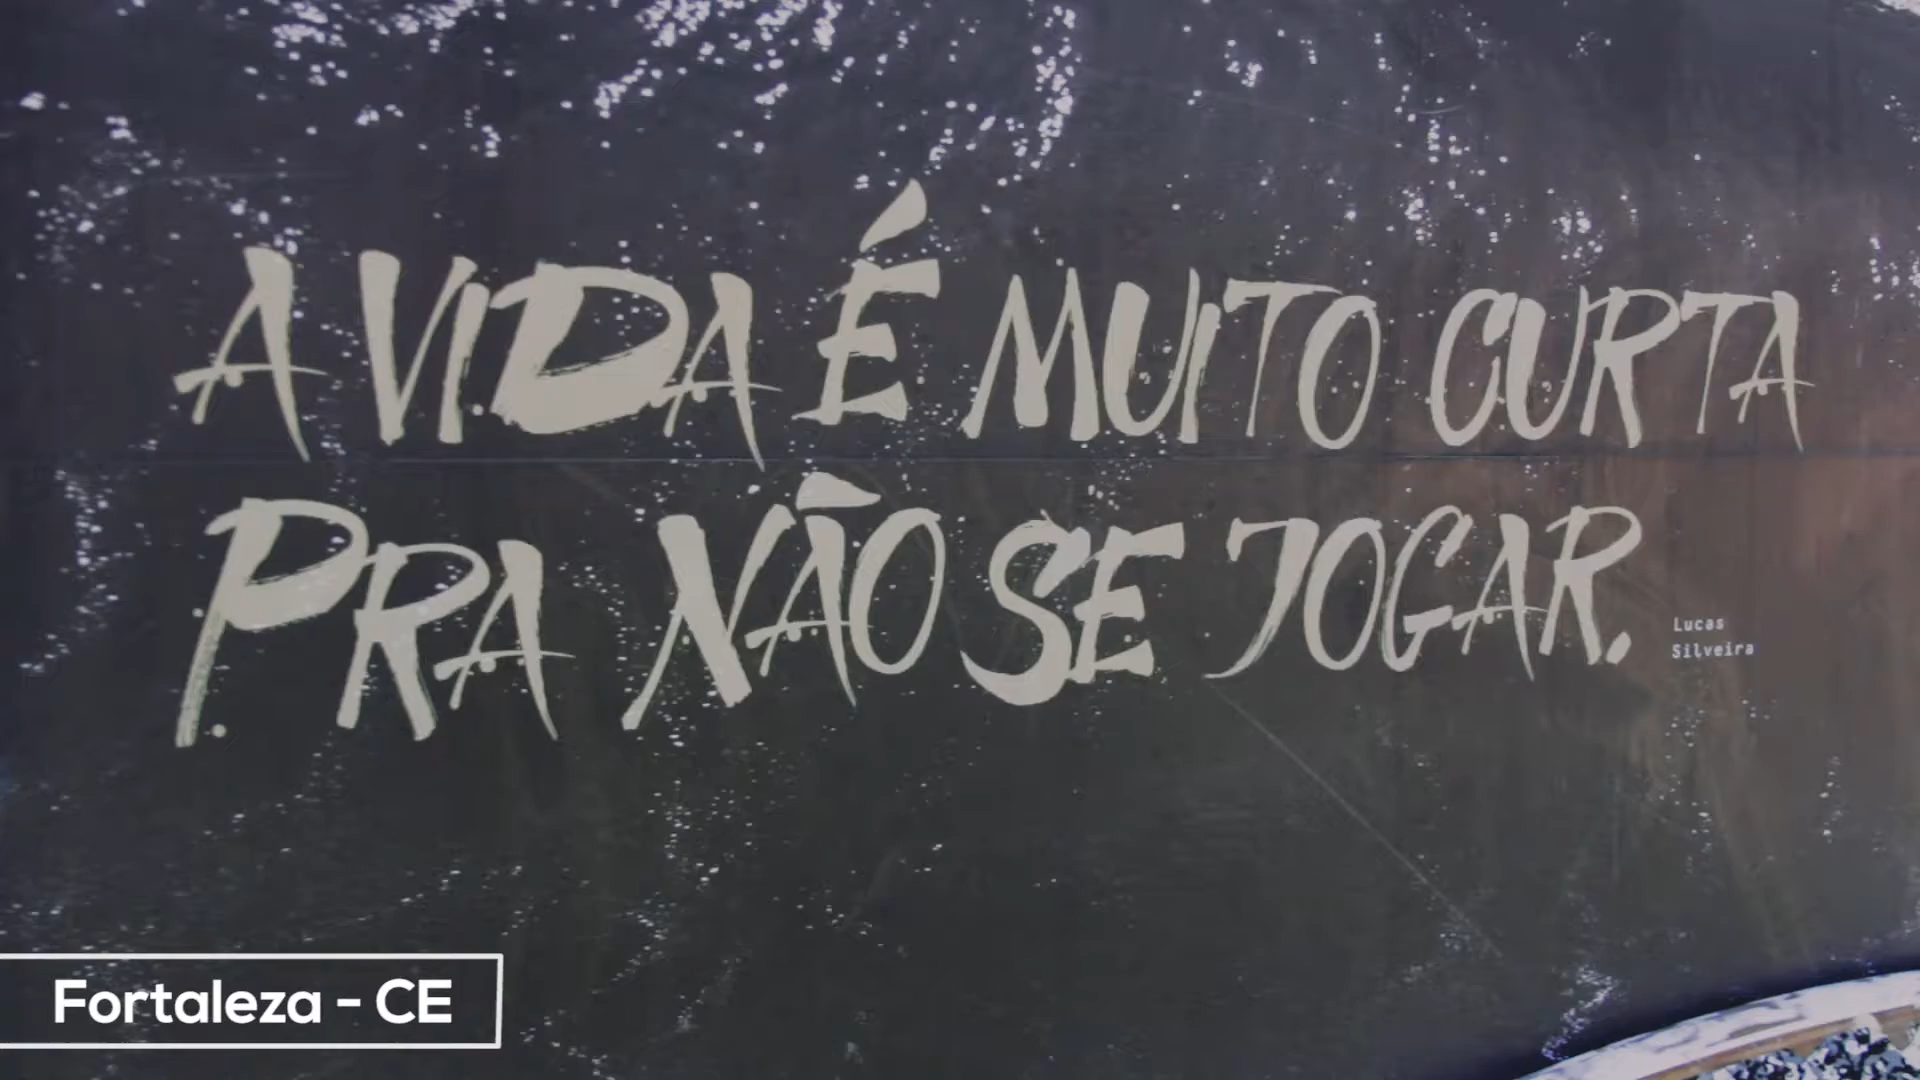 A VIDA É MUITO CURTA
PRA NÃO SE JOGAR.
Lucas
Silveira
Fortaleza - CE